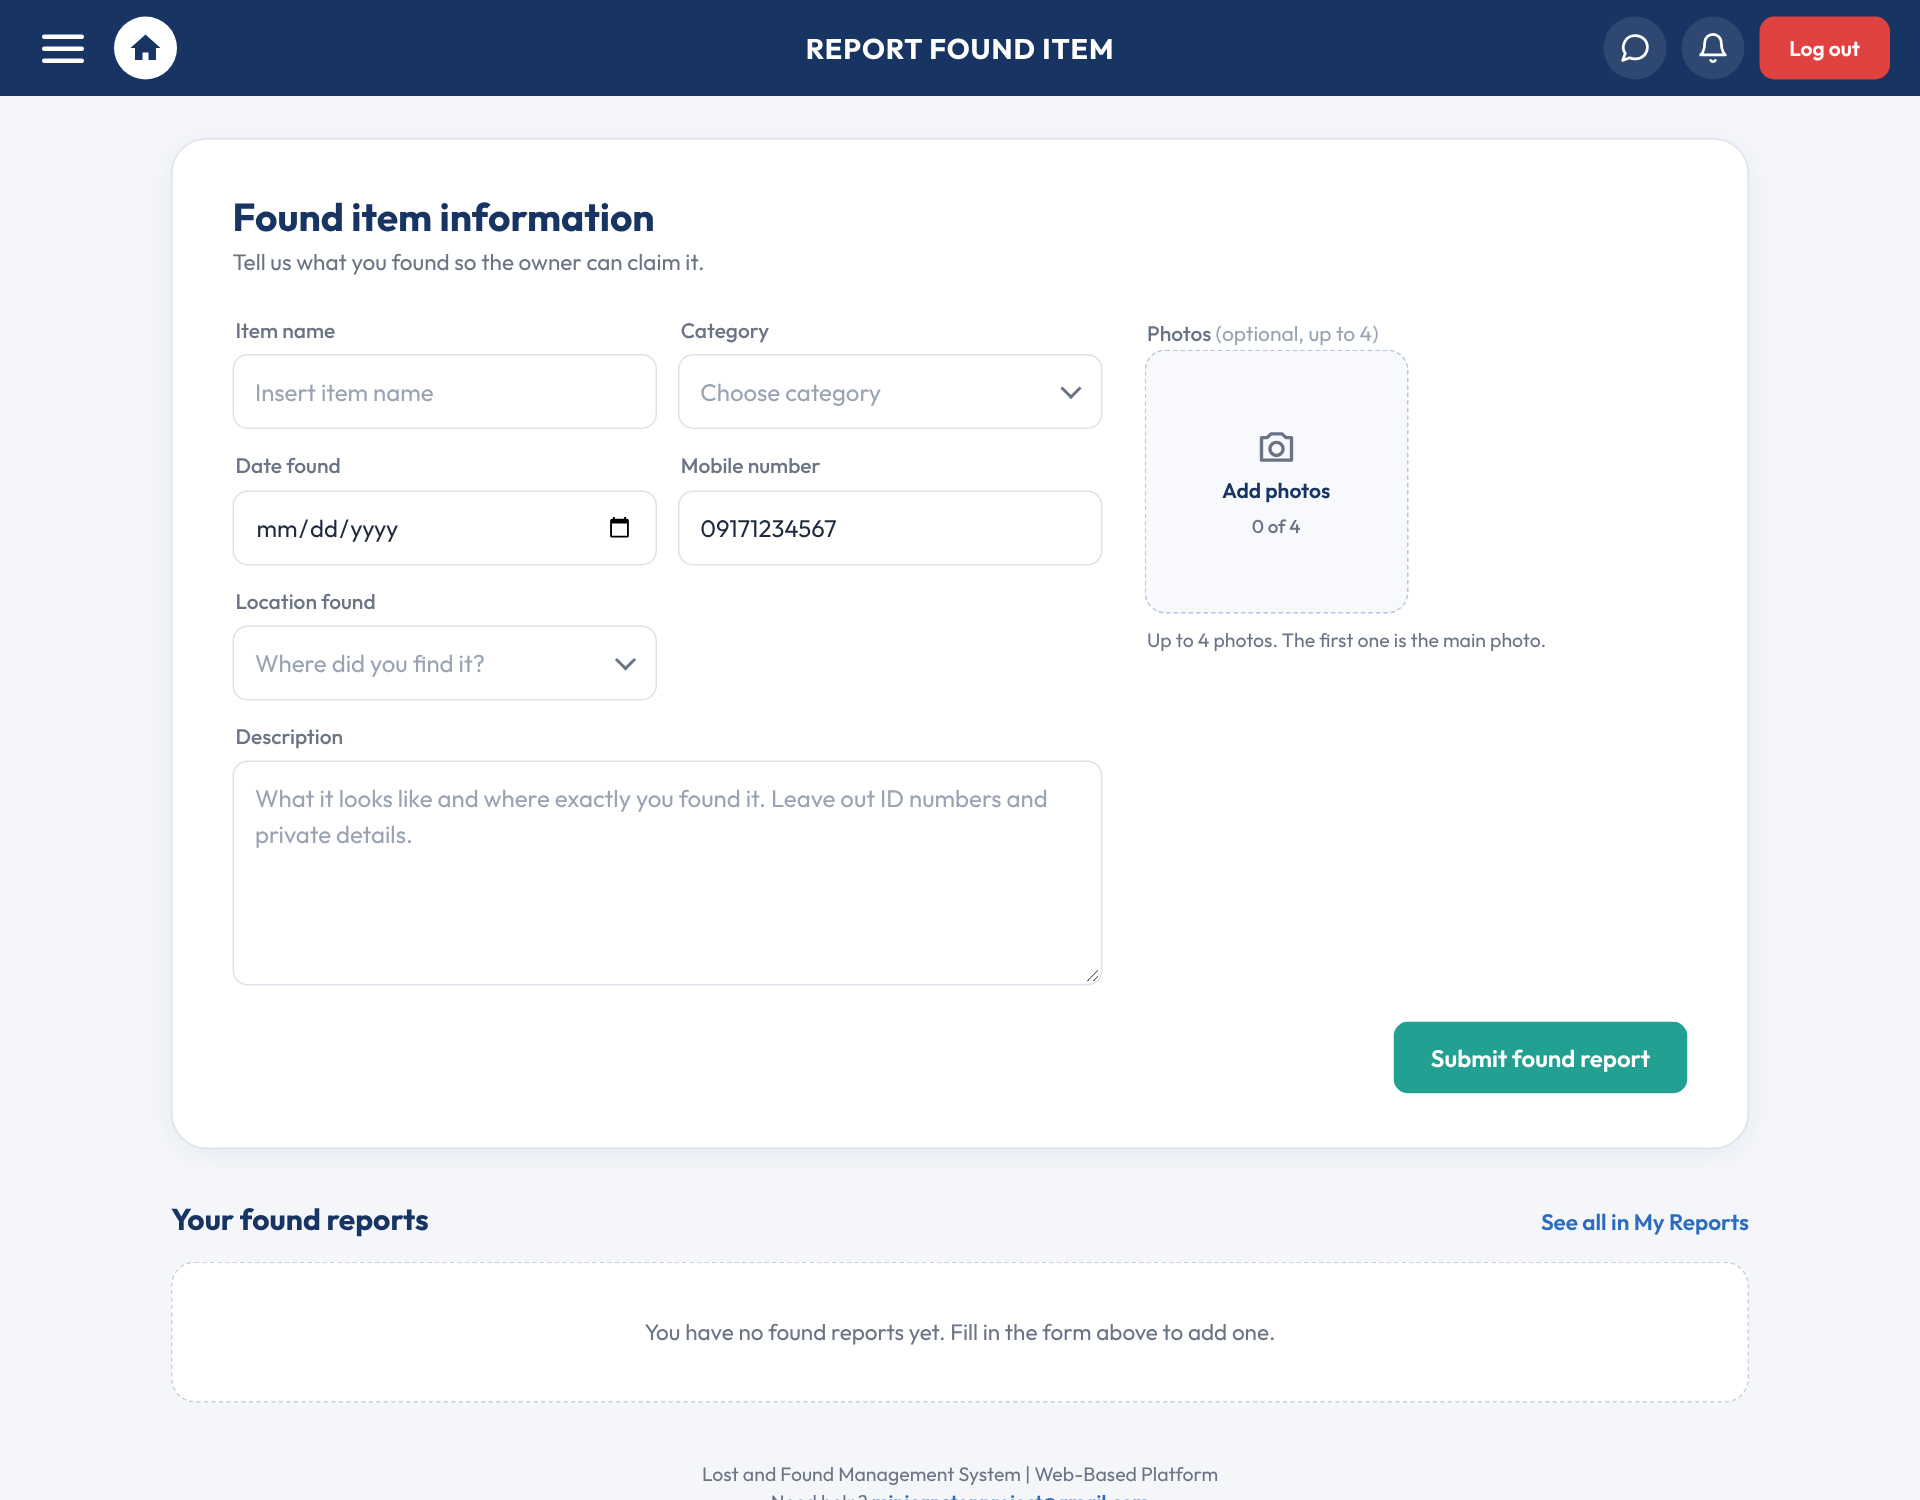 REPORT FOUND ITEM
Log out
Found item information
Tell us what you found so the owner can claim it.
Item name
Category
Photos (optional, up to 4)
Insert item name
Choose category
Add photos
0 of 4
Date found
Mobile number
mm/dd/yyyy
09171234567
Location found
Where did you find it?
Up to 4 photos. The first one is the main photo.
Description
What it looks like and where exactly you found it. Leave out ID numbers and
private details.
Submit found report
Your found reports
See all in My Reports
You have no found reports yet. Fill in the form above to add one.
Lost and Found Management System | Web-Based Platform
Need help?